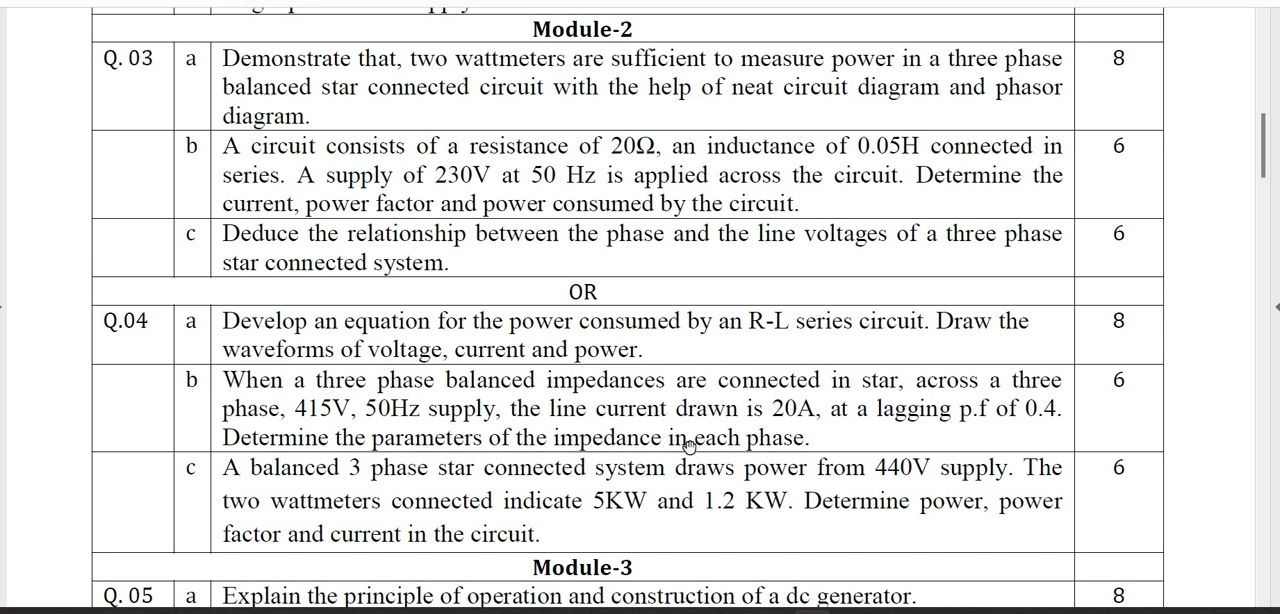 Module-2
Q. 03 a Demonstrate that, two wattmeters are sufficient to measure power in a three phase 8
balanced star connected circuit with the help of neat circuit diagram and phasor
diagram.
b A circuit consists of a resistance of 20Ω, an inductance of 0.05H connected in 6
series. A supply of 230V at 50 Hz is applied across the circuit. Determine the
current, power factor and power consumed by the circuit.
c Deduce the relationship between the phase and the line voltages of a three phase 6
star connected system.
OR
Q.04 a Develop an equation for the power consumed by an R-L series circuit. Draw the 8
waveforms of voltage, current and power.
b When a three phase balanced impedances are connected in star, across a three 6
phase, 415V, 50Hz supply, the line current drawn is 20A, at a lagging p.f of 0.4.
Determine the parameters of the impedance in each phase.
c A balanced 3 phase star connected system draws power from 440V supply. The 6
two wattmeters connected indicate 5KW and 1.2 KW. Determine power, power
factor and current in the circuit.
Module-3
Q. 05 a Explain the principle of operation and construction of a dc generator. 8